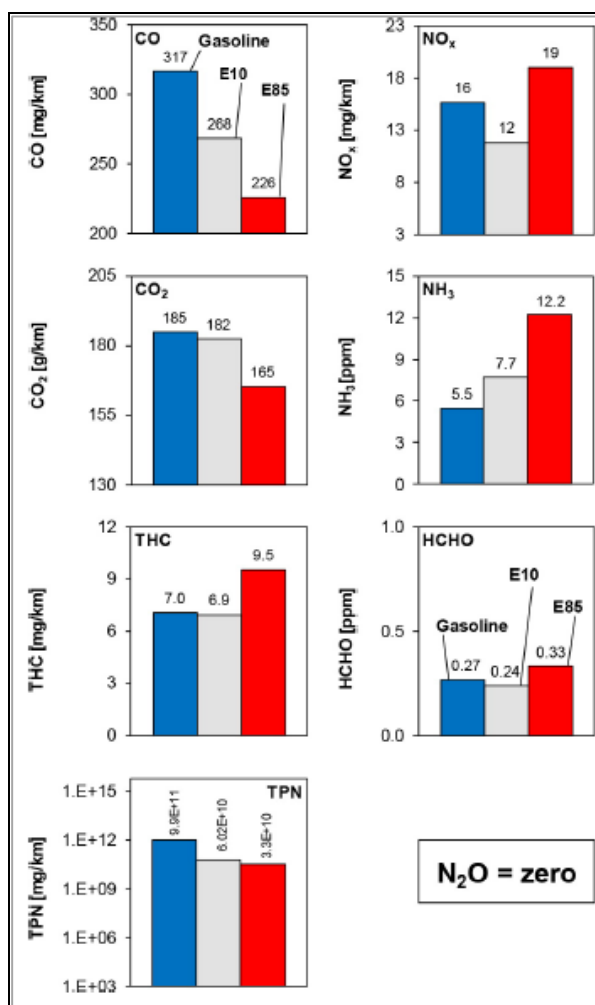 CO
CO [mg/km]
350
300
250
200
317
268
226
Gasoline
E10
E85
NOₓ
NOₓ [mg/km]
23
18
13
8
3
16
12
19
CO₂
CO₂ [g/km]
205
180
155
130
185
182
165
NH₃
NH₃ [ppm]
15
12
9
6
3
0
5.5
7.7
12.2
THC
THC [mg/km]
12
9
6
3
0
7.0
6.9
9.5
HCHO
HCHO [ppm]
1.0
0.5
0.0
Gasoline
E10
E85
0.27
0.24
0.33
TPN
TPN [mg/km]
1.E+15
1.E+12
1.E+09
1.E+06
1.E+03
9.9E+11
6.02E+10
3.3E+10
N₂O = zero